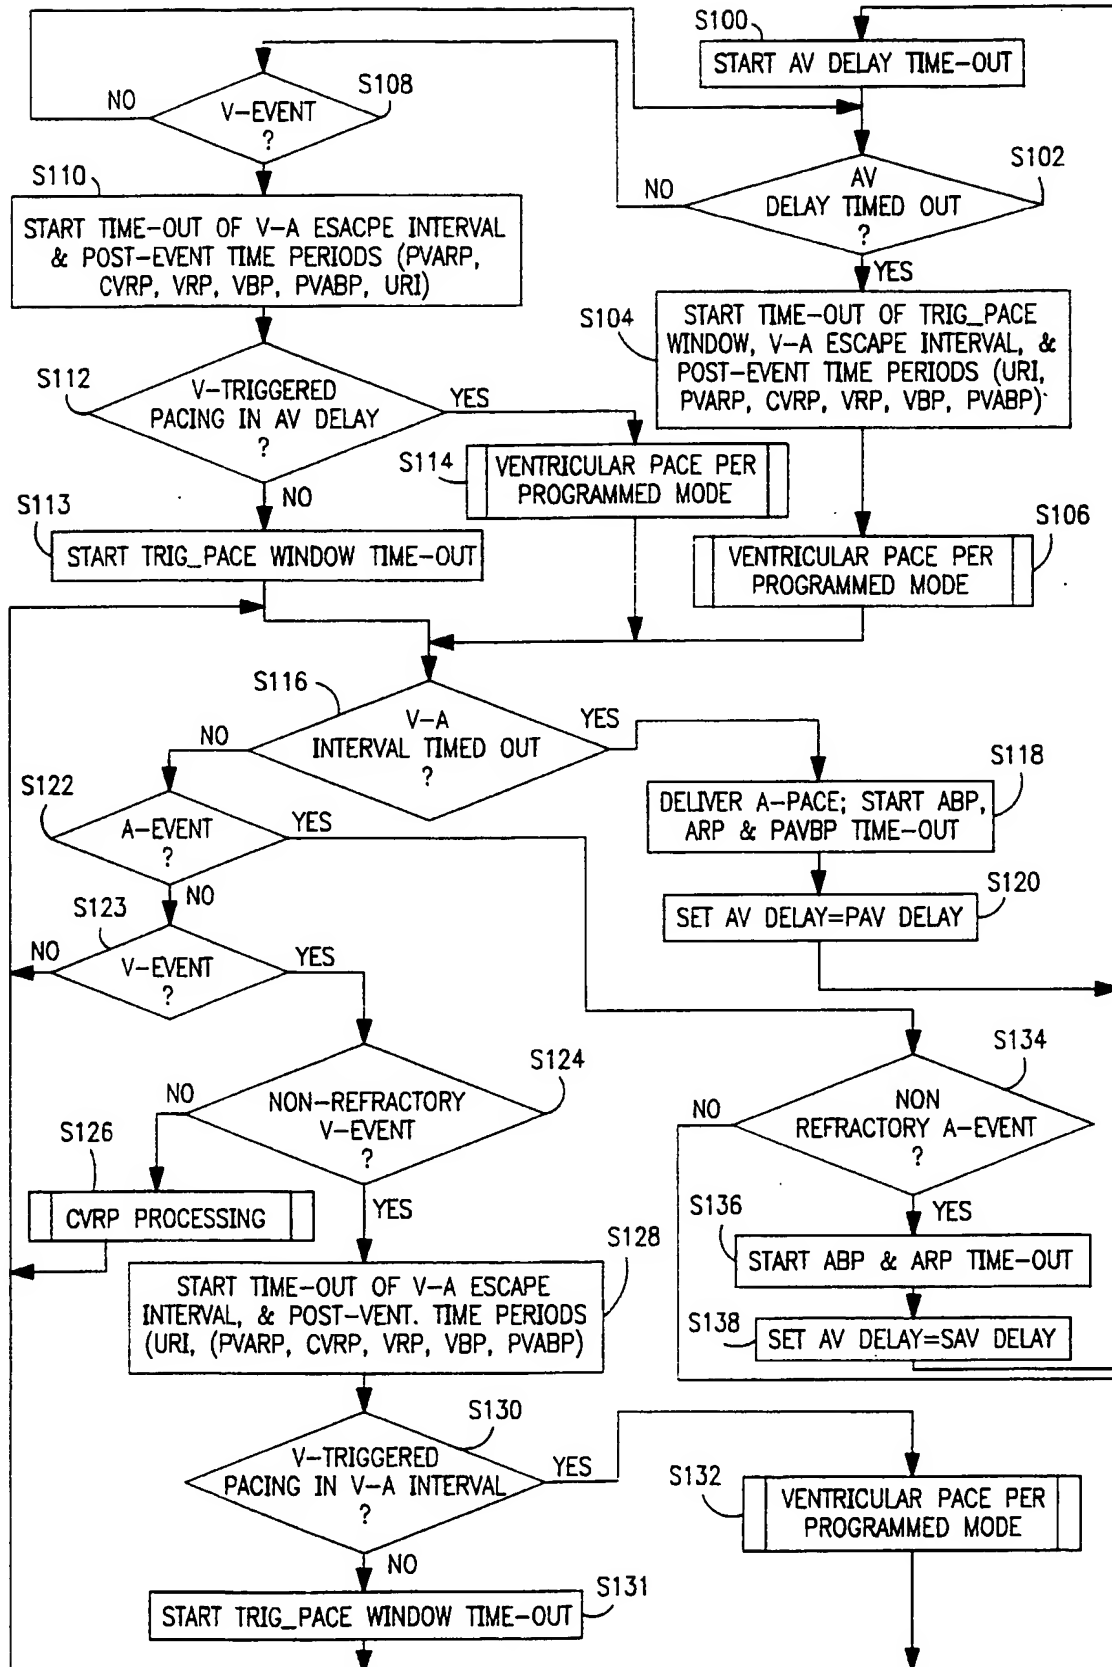 S100
START AV DELAY TIME-OUT
S108
NO
V-EVENT
?
S102
NO
AV
DELAY TIMED OUT
?
YES
S110
START TIME-OUT OF V-A ESACPE INTERVAL
& POST-EVENT TIME PERIODS (PVARP,
CVRP, VRP, VBP, PVABP, URI)
S104
START TIME-OUT OF TRIG_PACE
WINDOW, V-A ESCAPE INTERVAL, &
POST-EVENT TIME PERIODS (URI,
PVARP, CVRP, VRP, VBP, PVABP)
S112
V-TRIGGERED
PACING IN AV DELAY
?
YES
NO
S114
VENTRICULAR PACE PER
PROGRAMMED MODE
S113
START TRIG_PACE WINDOW TIME-OUT
S106
VENTRICULAR PACE PER
PROGRAMMED MODE
S116
V-A
INTERVAL TIMED OUT
?
NO
YES
S118
DELIVER A-PACE; START ABP,
ARP & PAVBP TIME-OUT
S122
A-EVENT
?
YES
NO
S120
SET AV DELAY=PAV DELAY
S123
NO
V-EVENT
?
YES
S124
NO
NON-REFRACTORY
V-EVENT
?
YES
S134
NO
NON
REFRACTORY A-EVENT
?
YES
S126
CVRP PROCESSING
S136
START ABP & ARP TIME-OUT
S128
START TIME-OUT OF V-A ESCAPE
INTERVAL, & POST-VENT. TIME PERIODS
(URI, (PVARP, CVRP, VRP, VBP, PVABP)
S138
SET AV DELAY=SAV DELAY
S130
V-TRIGGERED
PACING IN V-A INTERVAL
?
YES
NO
S132
VENTRICULAR PACE PER
PROGRAMMED MODE
S131
START TRIG_PACE WINDOW TIME-OUT